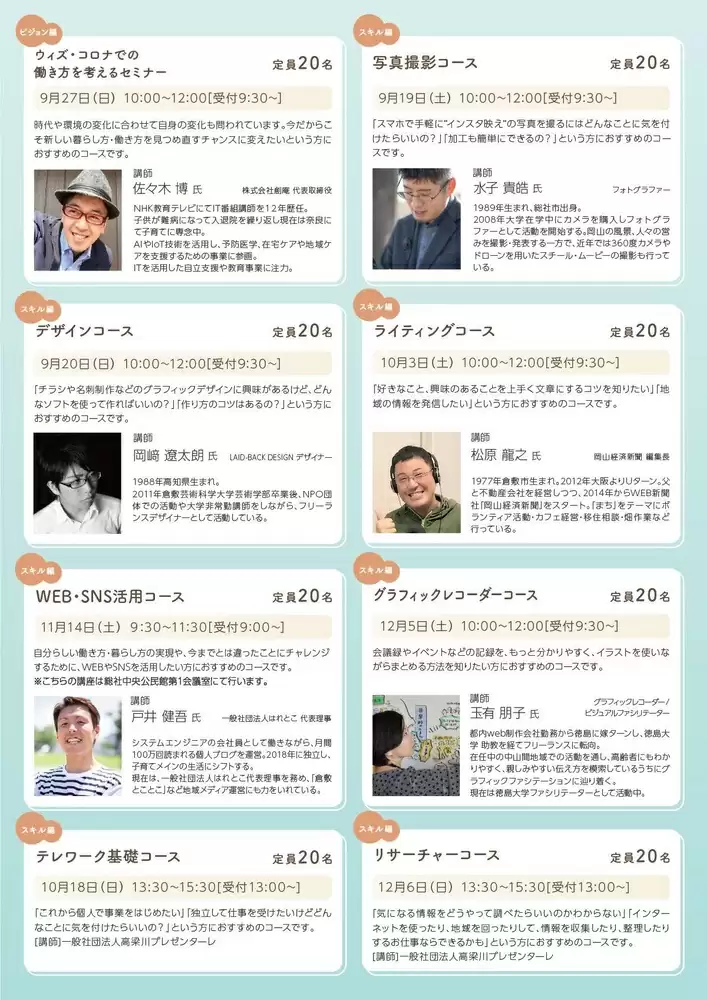 ビジョン編
ウィズ・コロナでの
働き方を考えるセミナー
定員20名
9月27日（日） 10:00〜12:00[受付9:30〜]
時代や環境の変化に合わせて自身の変化も問われています。今だからこ
そ新しい暮らし方・働き方を見つめ直すチャンスに変えたいという方に
おすすめのコースです。
講師
佐々木 博 氏
株式会社創庵 代表取締役
NHK教育テレビにてIT番組講師を12年歴任。
子供が難病になって入退院を繰り返し現在は奈良に
て子育てに専念中。
AIやIoT技術を活用し、予防医学、在宅ケアや地域ケ
アを支援するための事業に参画。
ITを活用した自立支援や教育事業に注力。
スキル編
写真撮影コース
定員20名
9月19日（土） 10:00〜12:00[受付9:30〜]
「スマホで手軽に“インスタ映え”の写真を撮るにはどんなことに気を付
けたらいいの？」「加工も簡単にできるの？」という方におすすめのコー
スです。
講師
水子 貴皓 氏
フォトグラファー
1989年生まれ、総社市出身。
2008年大学在学中にカメラを購入しフォトグラ
ファーとして活動を開始する。岡山の風景、人々の営
みを撮影・発表する一方で、近年では360度カメラや
ドローンを用いたスチール・ムービーの撮影も行って
いる。
スキル編
デザインコース
定員20名
9月20日（日） 10:00〜12:00[受付9:30〜]
「チラシや名刺制作などのグラフィックデザインに興味があるけど、どん
なソフトを使って作ればいいの？」「作り方のコツはあるの？」という方に
おすすめのコースです。
講師
岡﨑 遼太朗 氏
LAID-BACK DESIGN デザイナー
1988年高知県生まれ。
2011年倉敷芸術科学大学芸術学部卒業後、NPO団
体での活動や大学非常勤講師をしながら、フリーラ
ンスデザイナーとして活動している。
スキル編
ライティングコース
定員20名
10月3日（土） 10:00〜12:00[受付9:30〜]
「好きなこと、興味のあることを上手く文章にするコツを知りたい」「地
域の情報を発信したい」という方におすすめのコースです。
講師
松原 龍之 氏
岡山経済新聞 編集長
1977年倉敷市生まれ。2012年大阪よりUターン。父
と不動産会社を経営しつつ、2014年からWEB新聞
社「岡山経済新聞」をスタート。「まち」をテーマにボ
ランティア活動・カフェ経営・移住相談・畑作業など
行っている。
スキル編
WEB・SNS活用コース
定員20名
11月14日（土） 9:30〜11:30[受付9:00〜]
自分らしい働き方・暮らし方の実現や、今までとは違ったことにチャレンジ
するために、WEBやSNSを活用したい方におすすめのコースです。
※こちらの講座は総社中央公民館第1会議室にて行います。
講師
戸井 健吾 氏
一般社団法人はれとこ 代表理事
システムエンジニアの会社員として働きながら、月間
100万回読まれる個人ブログを運営。2018年に独立し、
子育てメインの生活にシフトする。
現在は、一般社団法人はれとこ代表理事を務め、「倉敷
とことこ」など地域メディア運営にも力をいれている。
スキル編
グラフィックレコーダーコース
定員20名
12月5日（土） 10:00〜12:00[受付9:30〜]
会議録やイベントなどの記録を、もっと分かりやすく、イラストを使いな
がらまとめる方法を知りたい方におすすめのコースです。
講師
玉有 朋子 氏
グラフィックレコーダー/
ビジュアルファシリテーター
都内web制作会社勤務から徳島に嫁ターンし、徳島大
学 助教を経てフリーランスに転向。
在任中の中山間地域での活動を通し、高齢者にもわか
りやすく、親しみやすい伝え方を模索しているうちにグ
ラフィックファシテーションに辿り着く。
現在は徳島大学ファシリテーターとして活動中。
スキル編
テレワーク基礎コース
定員20名
10月18日（日） 13:30〜15:30[受付13:00〜]
「これから個人で事業をはじめたい」「独立して仕事を受けたいけどどん
なことに気を付けたらいいの？」という方におすすめのコースです。
[講師]一般社団法人高梁川プレゼンターレ
スキル編
リサーチャーコース
定員20名
12月6日（日） 13:30〜15:30[受付13:00〜]
「気になる情報をどうやって調べたらいいのかわからない」「インター
ネットを使ったり、地域を回ったりして、情報を収集したり、整理したり
するお仕事ならできるかも」という方におすすめのコースです。
[講師]一般社団法人高梁川プレゼンターレ